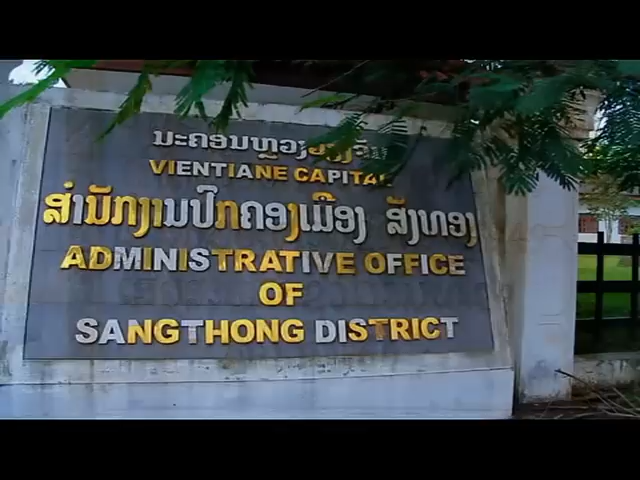 ນະຄອນຫຼວງວຽງຈັນ
VIENTIANE CAPITAL
ສຳນັກງານປົກຄອງເມືອງ ສັງທອງ
ADMINISTRATIVE OFFICE
OF
SANGTHONG DISTRICT